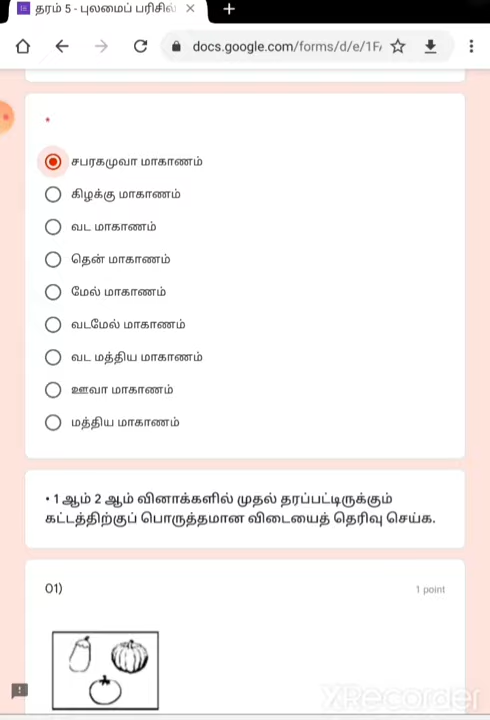 தரம் 5 - புலமைப் பரிசில்
docs.google.com/forms/d/e/1FA
*
சபரகமுவா மாகாணம்
கிழக்கு மாகாணம்
வட மாகாணம்
தென் மாகாணம்
மேல் மாகாணம்
வடமேல் மாகாணம்
வட மத்திய மாகாணம்
ஊவா மாகாணம்
மத்திய மாகாணம்
• 1 ஆம் 2 ஆம் வினாக்களில் முதல் தரப்பட்டிருக்கும்
கட்டத்திற்குப் பொருத்தமான விடையைத் தெரிவு செய்க.
01)
1 point
XRecorder